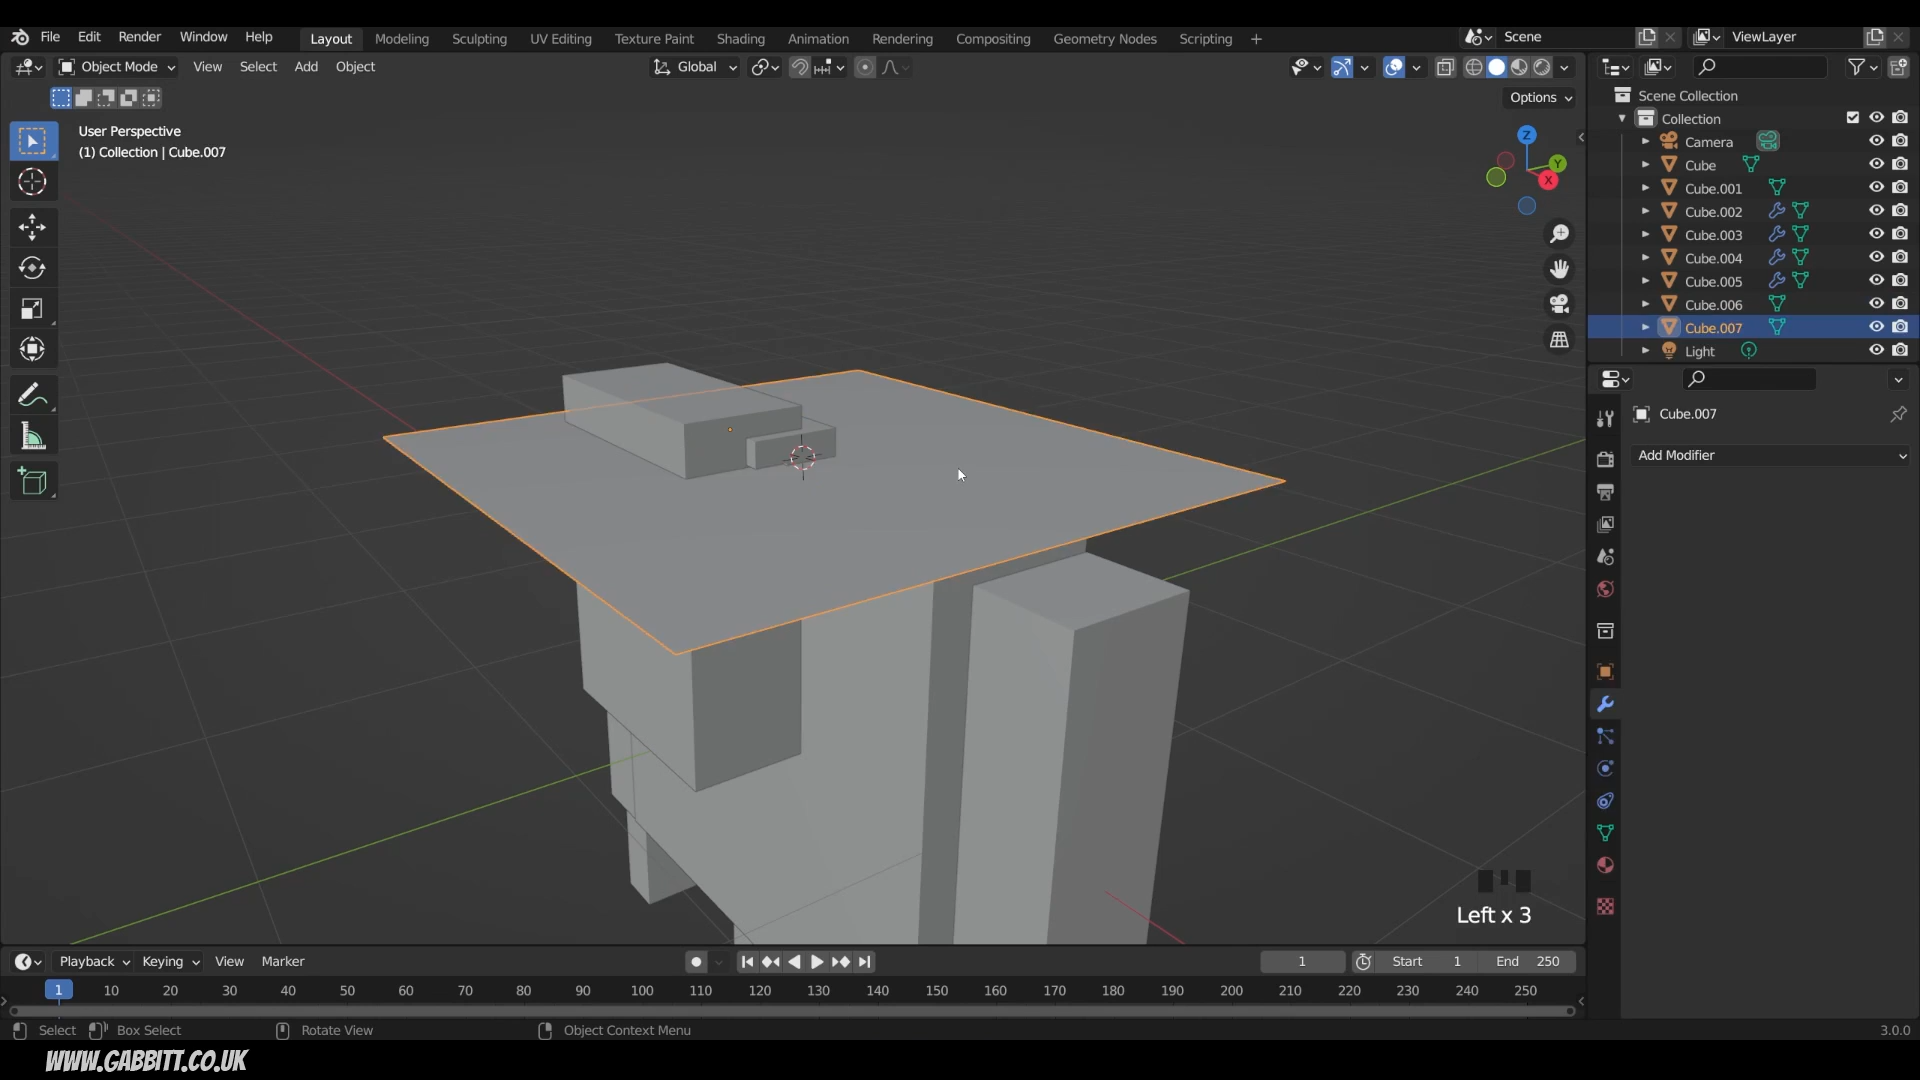 File Edit Render Window Help Layout Modeling Sculpting UV Editing Texture Paint Shading Animation Rendering Compositing Geometry Nodes Scripting + Scene ViewLayer
Object Mode View Select Add Object Global
Options
User Perspective
(1) Collection | Cube.007
Z
Y
X
Scene Collection
Collection
Camera
Cube
Cube.001
Cube.002
Cube.003
Cube.004
Cube.005
Cube.006
Cube.007
Light
Cube.007
Add Modifier
Left x 3
Playback Keying View Marker 1 Start 1 End 250
1 10 20 30 40 50 60 70 80 90 100 110 120 130 140 150 160 170 180 190 200 210 220 230 240 250
Select Box Select Rotate View Object Context Menu 3.0.0
WWW.GABBITT.CO.UK